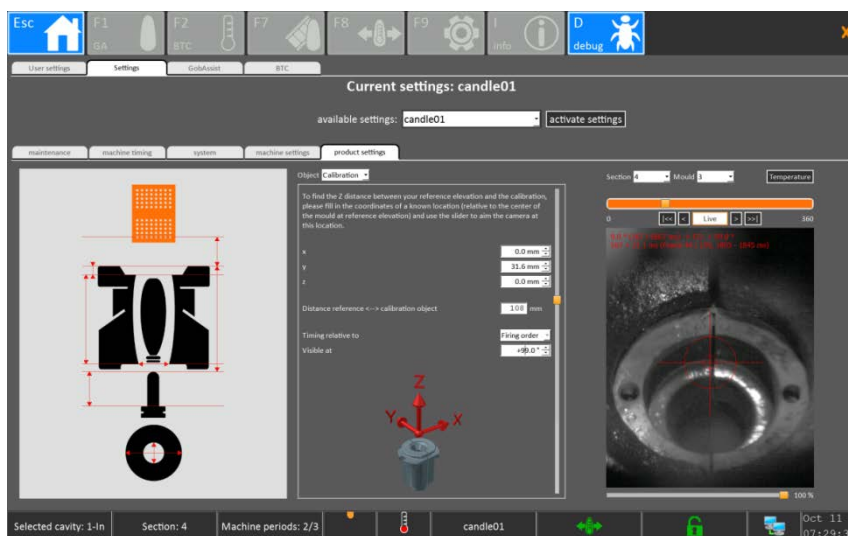 Esc
F1
GA
F2
BTC
F7
F8
F9
I
info
D
debug
User settings
Settings
GobAssist
BTC
Current settings: candle01
available settings: candle01
activate settings
maintenance
machine timing
system
machine settings
product settings
Object Calibration
To find the Z distance between your reference elevation and the calibration,
please fill in the coordinates of a known location (relative to the center of
the mould at reference elevation) and use the slider to aim the camera at
this location.
x 0.0 mm
y 31.6 mm
z 0.0 mm
Distance reference <--> calibration object 108 mm
Timing relative to Firing order
Visible at +99.0 °
Z
Y
X
Section 4 Mould 3 Temperature
0 |<< < Live > >>| 360
100 %
Selected cavity: 1-In
Section: 4
Machine periods: 2/3
candle01
Oct 11